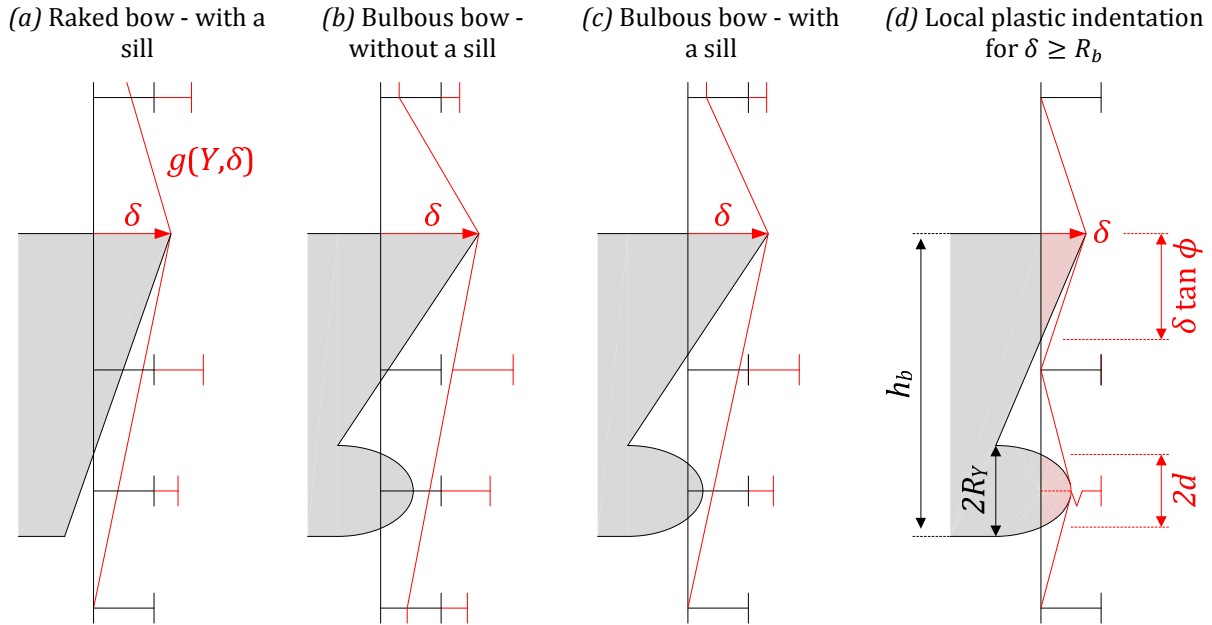 (a) Raked bow - with a
sill
(b) Bulbous bow -
without a sill
(c) Bulbous bow - with
a sill
(d) Local plastic indentation
for δ ≥ R_b
g(Y,δ)
δ
δ
δ
δ
δ tan ϕ
h_b
2R_Y
2d